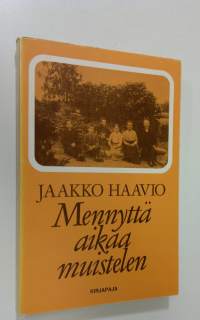 JAAKKO HAAVIO
Mennyttä
aikaa
muistelen
KIRJAPAJA